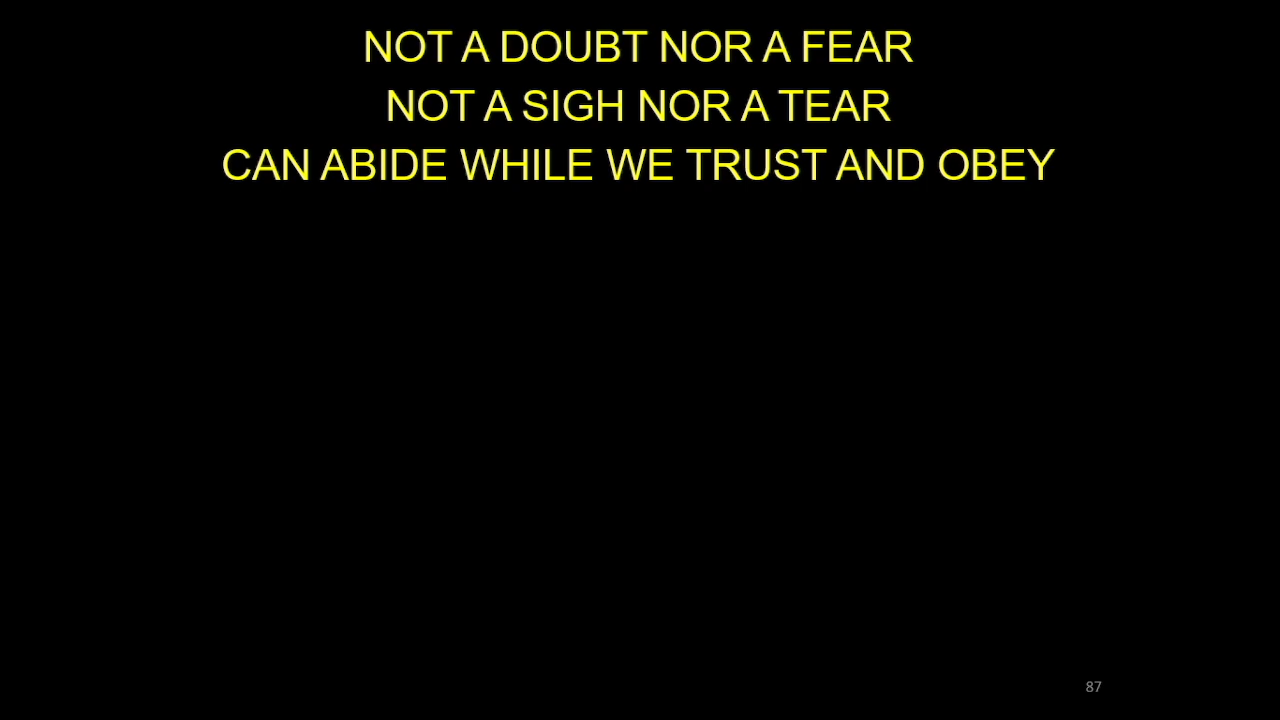 NOT A DOUBT NOR A FEAR
NOT A SIGH NOR A TEAR
CAN ABIDE WHILE WE TRUST AND OBEY
87